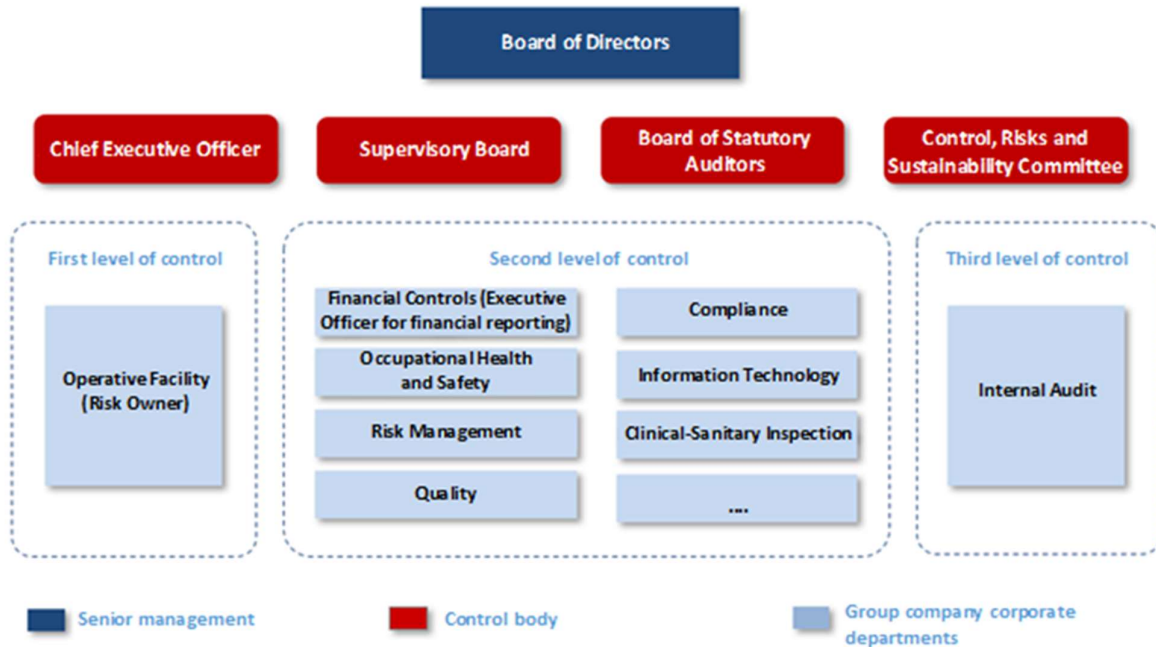 Board of Directors
Chief Executive Officer
Supervisory Board
Board of Statutory
Auditors
Control, Risks and
Sustainability Committee
First level of control
Operative Facility
(Risk Owner)
Second level of control
Financial Controls (Executive
Officer for financial reporting)
Compliance
Occupational Health
and Safety
Information Technology
Risk Management
Clinical-Sanitary Inspection
Quality
....
Third level of control
Internal Audit
Senior management
Control body
Group company corporate
departments